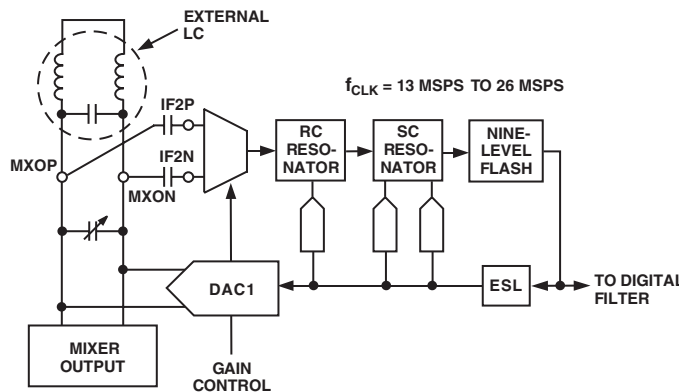 EXTERNAL
LC
fCLK = 13 MSPS TO 26 MSPS
IF2P
RC
RESO-
NATOR
SC
RESO-
NATOR
NINE-
LEVEL
FLASH
MXOP
IF2N
MXON
DAC1
ESL
TO DIGITAL
FILTER
MIXER
OUTPUT
GAIN
CONTROL